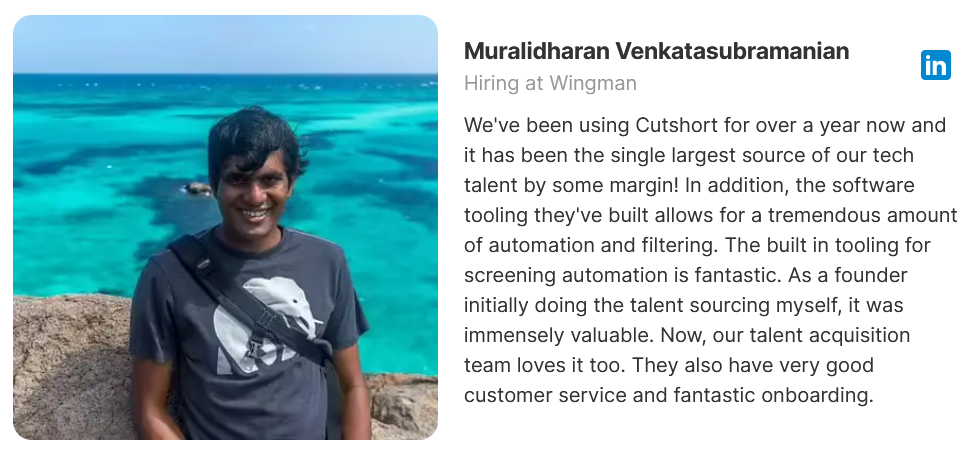 Muralidharan Venkatasubramanian
in
Hiring at Wingman
We've been using Cutshort for over a year now and
it has been the single largest source of our tech
talent by some margin! In addition, the software
tooling they've built allows for a tremendous amount
of automation and filtering. The built in tooling for
screening automation is fantastic. As a founder
initially doing the talent sourcing myself, it was
immensely valuable. Now, our talent acquisition
team loves it too. They also have very good
customer service and fantastic onboarding.